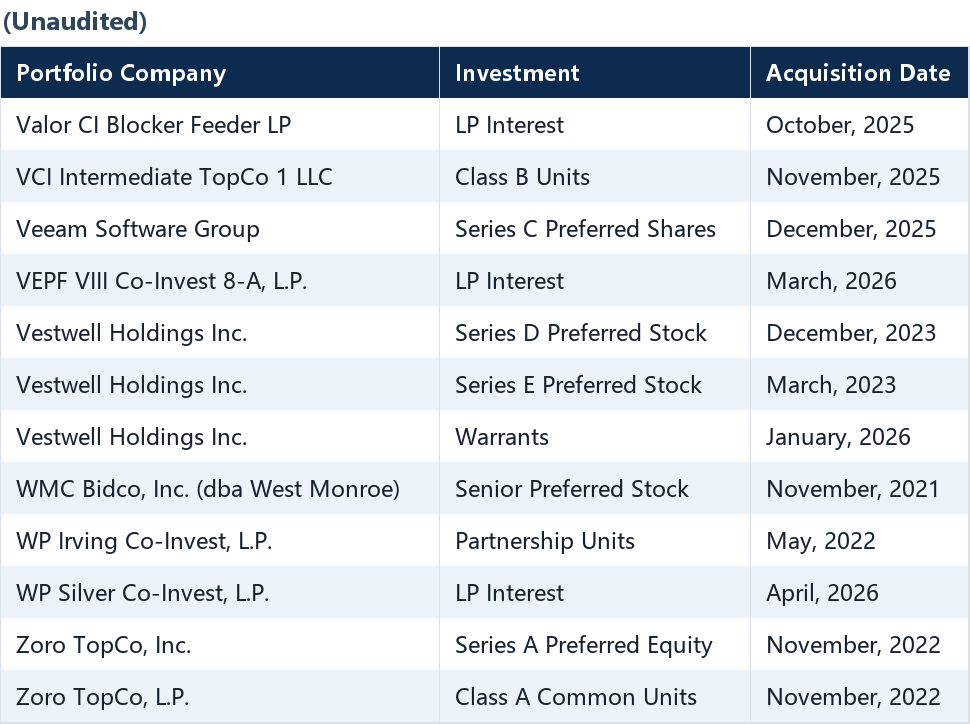 (Unaudited)
Portfolio Company Investment Acquisition Date
Valor CI Blocker Feeder LP LP Interest October, 2025
VCI Intermediate TopCo 1 LLC Class B Units November, 2025
Veeam Software Group Series C Preferred Shares December, 2025
VEPF VIII Co-Invest 8-A, L.P. LP Interest March, 2026
Vestwell Holdings Inc. Series D Preferred Stock December, 2023
Vestwell Holdings Inc. Series E Preferred Stock March, 2023
Vestwell Holdings Inc. Warrants January, 2026
WMC Bidco, Inc. (dba West Monroe) Senior Preferred Stock November, 2021
WP Irving Co-Invest, L.P. Partnership Units May, 2022
WP Silver Co-Invest, L.P. LP Interest April, 2026
Zoro TopCo, Inc. Series A Preferred Equity November, 2022
Zoro TopCo, L.P. Class A Common Units November, 2022